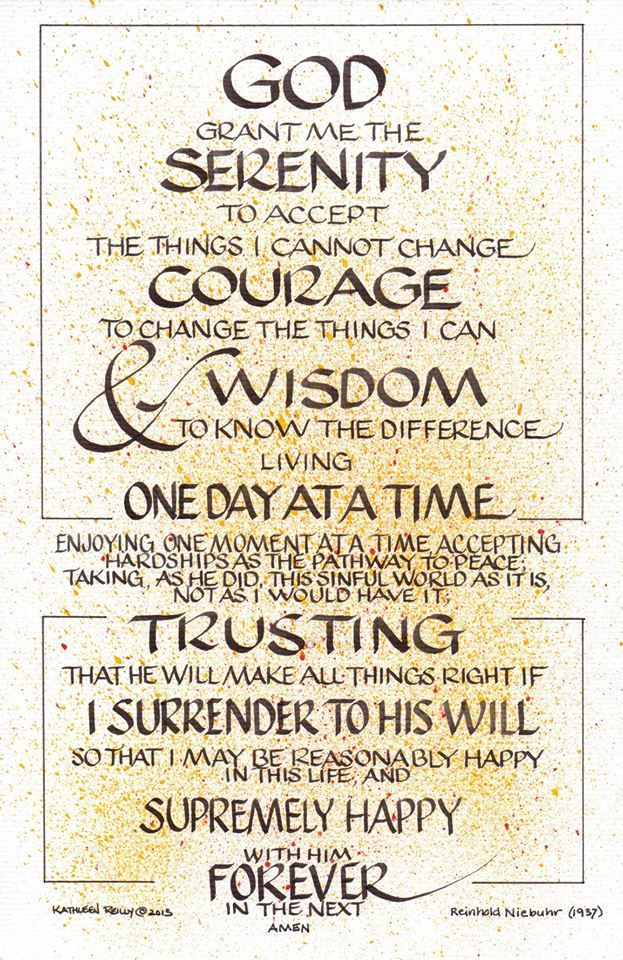 GOD
GRANT ME THE
SERENITY
TO ACCEPT
THE THINGS I CANNOT CHANGE
COURAGE
TO CHANGE THE THINGS I CAN
& WISDOM
TO KNOW THE DIFFERENCE
LIVING
ONE DAY AT A TIME
ENJOYING ONE MOMENT AT A TIME ACCEPTING
HARDSHIPS AS THE PATHWAY TO PEACE;
TAKING, AS HE DID, THIS SINFUL WORLD AS IT IS,
NOT AS I WOULD HAVE IT;
TRUSTING
THAT HE WILL MAKE ALL THINGS RIGHT IF
I SURRENDER TO HIS WILL
SO THAT I MAY BE REASONABLY HAPPY
IN THIS LIFE, AND
SUPREMELY HAPPY
WITH HIM
FOREVER
IN THE NEXT
AMEN
KATHLEEN REILLY © 2013
Reinhold Niebuhr (1937)